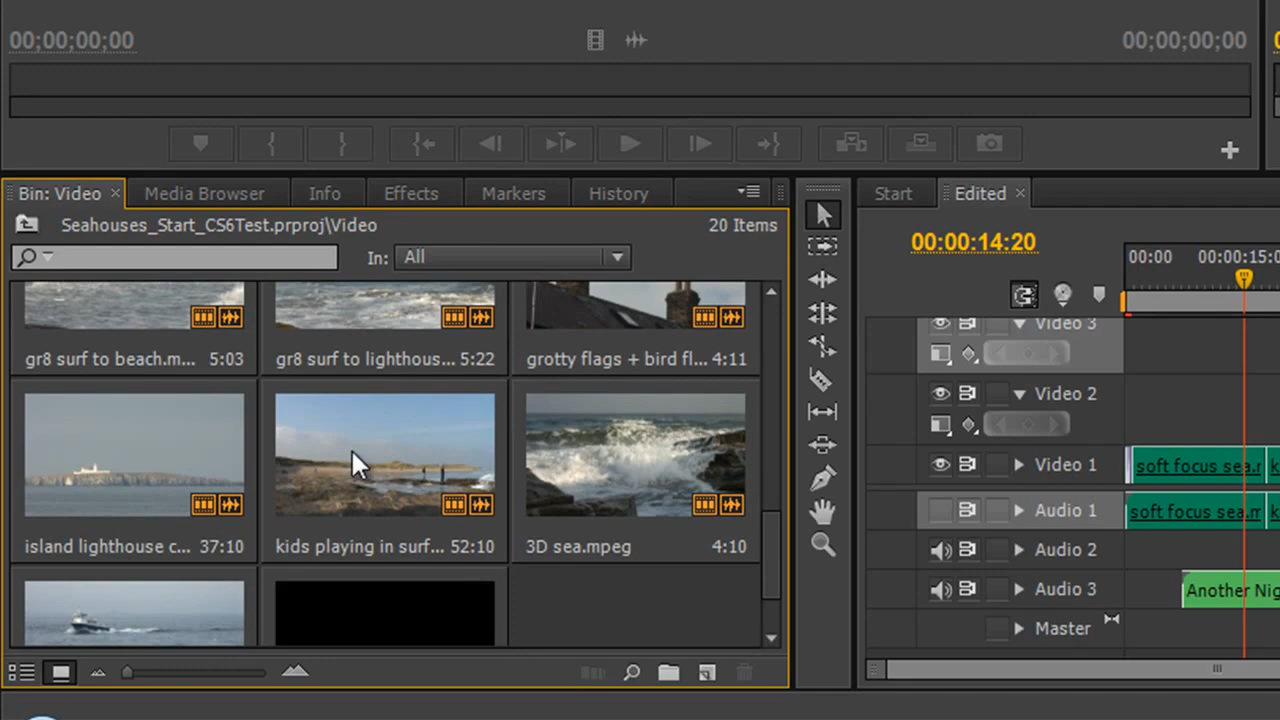 00;00;00;00
00;00;00;00
Bin: Video
Media Browser
Info
Effects
Markers
History
Start
Edited
Seahouses_Start_CS6Test.prproj\Video
20 Items
In:
All
00:00:14:20
00:00
00:00:15:0
gr8 surf to beach.m... 5:03
gr8 surf to lighthous... 5:22
grotty flags + bird fl... 4:11
island lighthouse c... 37:10
kids playing in surf... 52:10
3D sea.mpeg 4:10
Video 3
Video 2
Video 1
soft focus sea.r
k
Audio 1
soft focus sea.m
k
Audio 2
Audio 3
Another Nig
Master